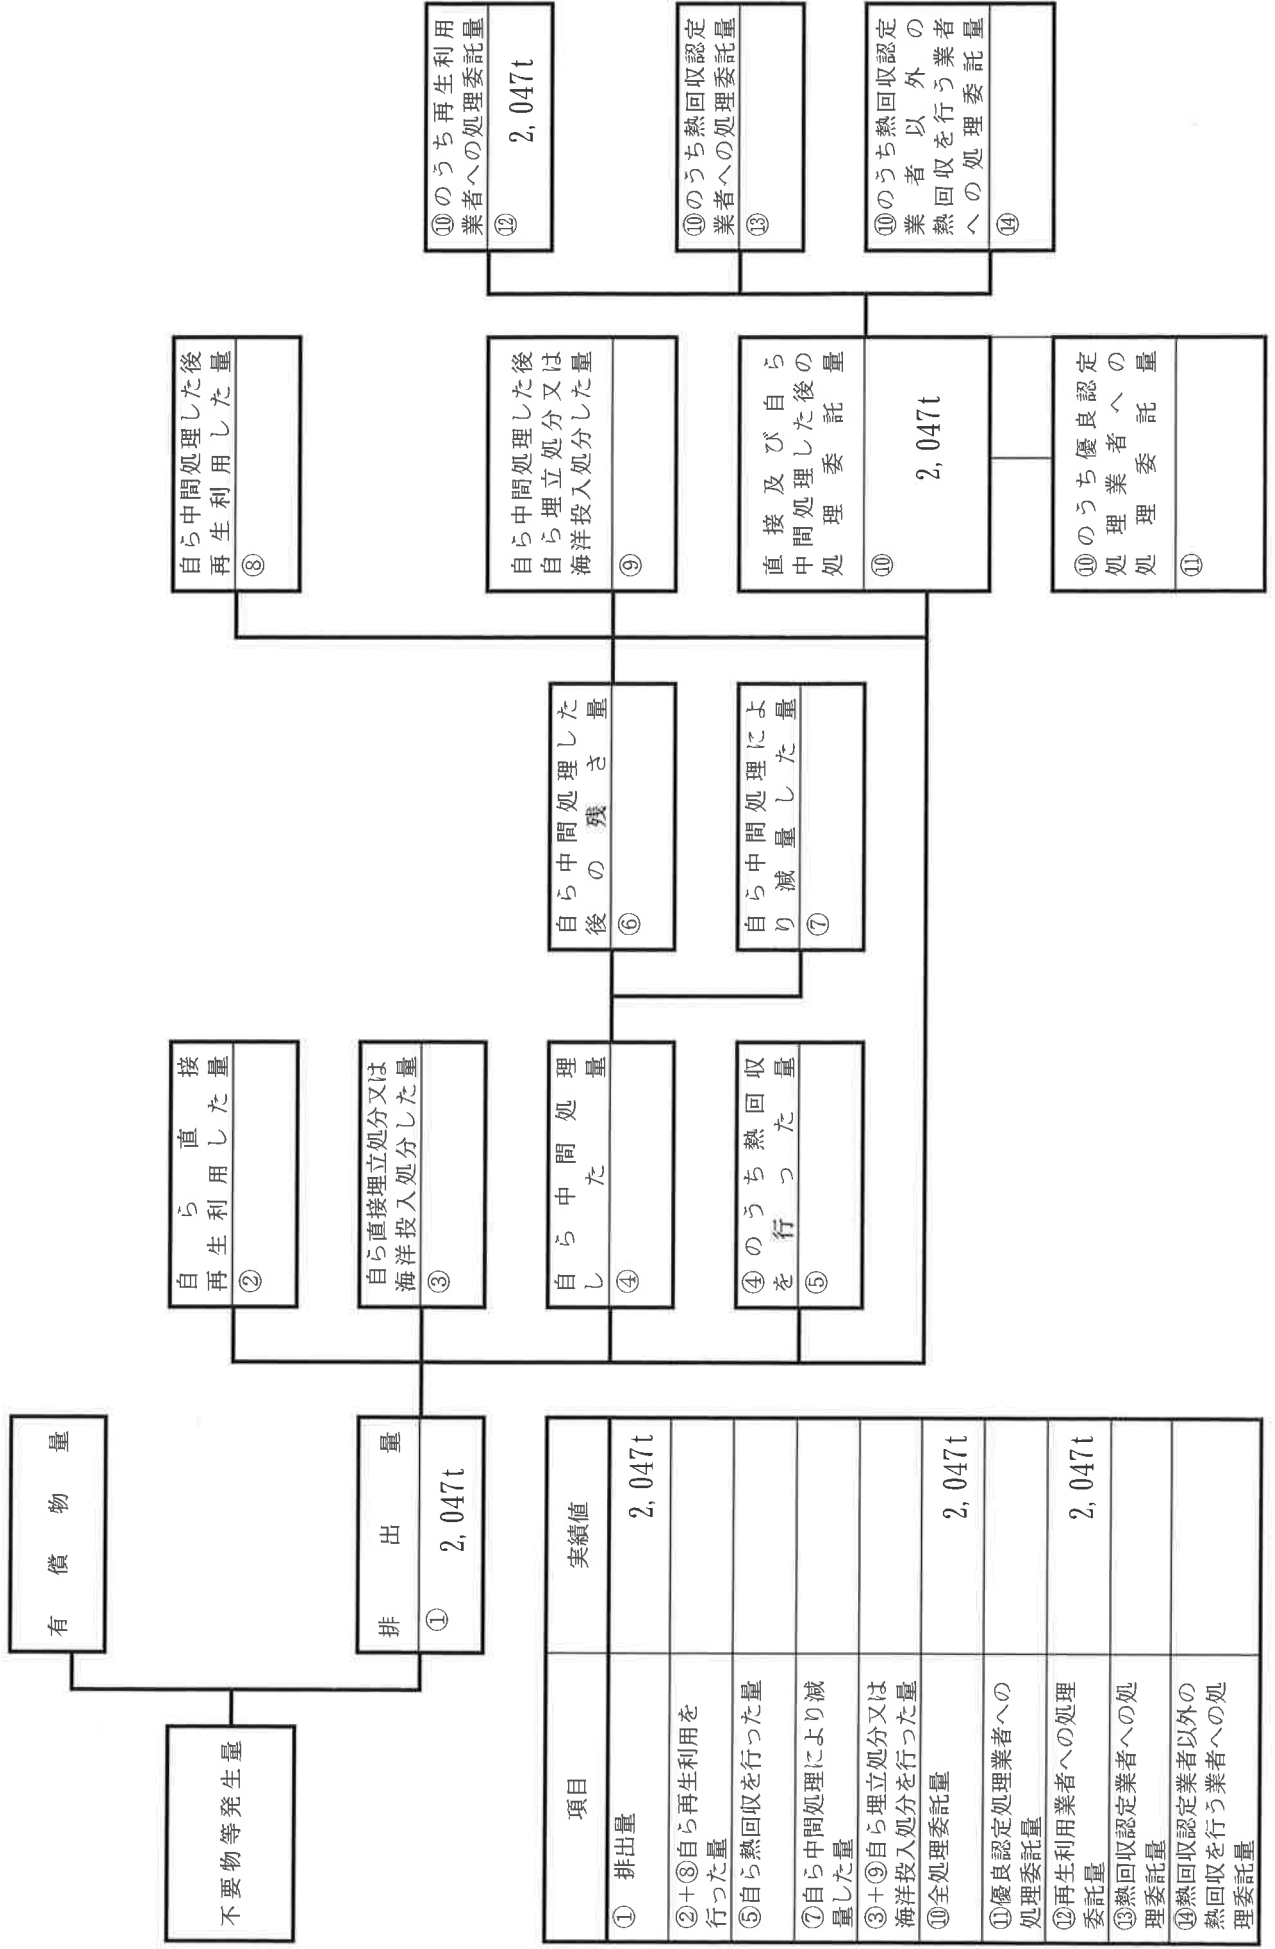 不要物等発生量
有償物量
排出量
① 2,047t
自ら直接
再生利用した量
②
自ら直接埋立処分又は
海洋投入処分した量
③
自ら中間処理
した量
④
④のうち熱回収
を行った量
⑤
自ら中間処理した
後の残さ量
⑥
自ら中間処理によ
り減量した量
⑦
自ら中間処理した後
再生利用した量
⑧
自ら中間処理した後
自ら埋立処分又は
海洋投入処分した量
⑨
直接及び自ら
中間処理した後の
処理委託量
⑩
2,047t
⑩のうち優良認定
処理業者への
処理委託量
⑪
⑩のうち再生利用
業者への処理委託量
⑫ 2,047t
⑩のうち熱回収認定
業者への処理委託量
⑬
⑩のうち熱回収認定
業者以外の
熱回収を行う業者
への処理委託量
⑭
項目 実績値
① 排出量 2,047t
②+⑧自ら再生利用を
行った量
⑤自ら熱回収を行った量
⑦自ら中間処理により減
量した量
③+⑨自ら埋立処分又は
海洋投入処分を行った量
⑩全処理委託量 2,047t
⑪優良認定処理業者への
処理委託量
⑫再生利用業者への処理
委託量 2,047t
⑬熱回収認定業者への処
理委託量
⑭熱回収認定業者以外の
熱回収を行う業者への処
理委託量